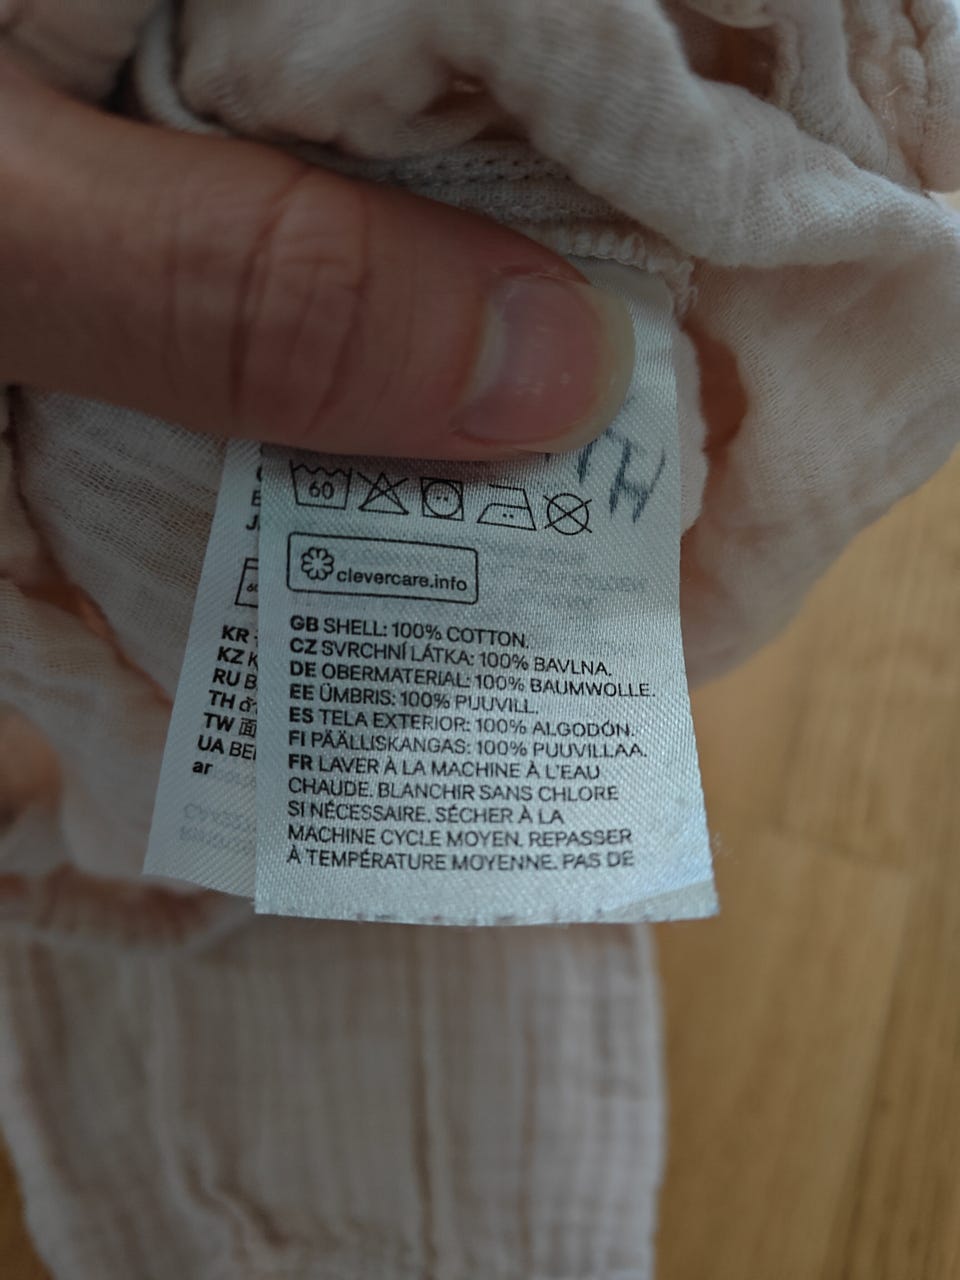 60
clevercare.info
GB SHELL: 100% COTTON.
CZ SVRCHNÍ LÁTKA: 100% BAVLNA.
DE OBERMATERIAL: 100% BAUMWOLLE.
EE ÜMBRIS: 100% PUUVILL.
ES TELA EXTERIOR: 100% ALGODÓN.
FI PÄÄLLISKANGAS: 100% PUUVILLAA.
FR LAVER À LA MACHINE À L'EAU
CHAUDE. BLANCHIR SANS CHLORE
SI NÉCESSAIRE. SÉCHER À LA
MACHINE CYCLE MOYEN. REPASSER
À TEMPÉRATURE MOYENNE. PAS DE
KR
KZ
RU
TH
TW 面
UA
ar